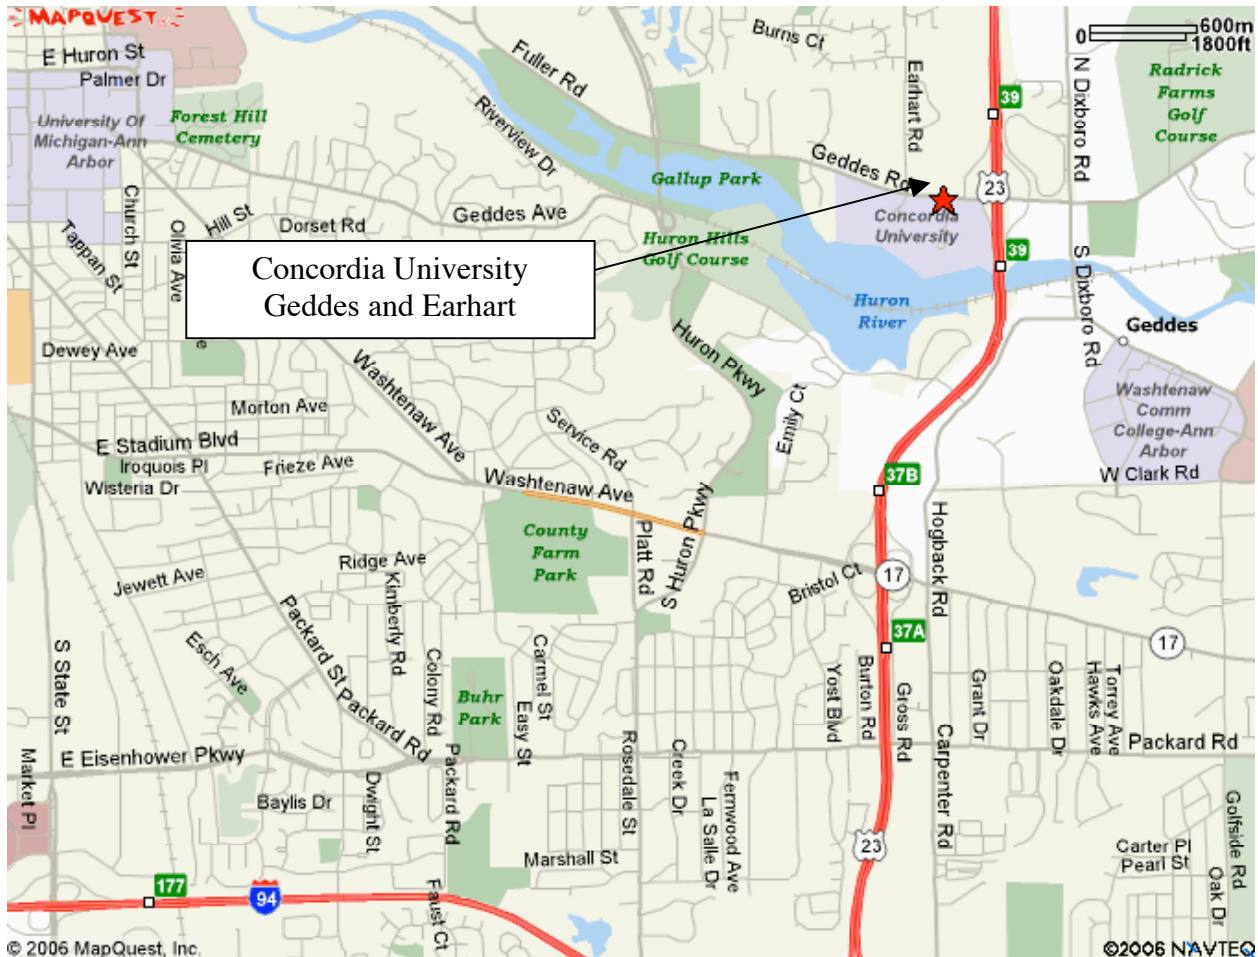 MAPQUEST
600m
0
1800ft
E Huron St
Burns Ct
Palmer Dr
Fuller Rd
Earhart Rd
N Dixboro Rd
Radrick
Farms
Golf
Course
39
University Of
Michigan-Ann
Arbor
Forest Hill
Cemetery
Riverview Dr
Geddes Rd
Gallup Park
23
Church St
Olivia Ave
Hill St
Geddes Ave
Dorset Rd
Tappan St
Concordia
University
Huron Hills
Golf Course
39
S Dixboro Rd
Concordia University
Geddes and Earhart
Huron
River
Geddes
Dewey Ave
Huron Pkwy
Washtenaw Ave
Emily Ct
Washtenaw
Comm
College-Ann
Arbor
Morton Ave
Service Rd
E Stadium Blvd
Iroquois Pl
Frieze Ave
Wisteria Dr
Washtenaw Ave
37B
W Clark Rd
County
Farm
Park
Platt Rd
S Huron Pkwy
Hogback Rd
Ridge Ave
Jewett Ave
Kimberly Rd
Bristol Ct
17
Packard St
37A
17
Esch Ave
S State St
Colony Rd
Carmel St
Buhr
Park
Easy St
Yost Blvd
Burton Rd
Gross Rd
Grant Dr
Oakdale Dr
Hawks Ave
Torrey Ave
Packard Rd
Packard Rd
E Eisenhower Pkwy
Market Pl
Baylis Dr
Dwight St
Packard Rd
Rosedale St
Creek Dr
La Salle Dr
Fernwood Ave
Carpenter Rd
Golfside Rd
23
Marshall St
Carter Pl
Pearl St
Oak Dr
177
94
Faust Ct
© 2006 MapQuest, Inc.
©2006 NAVTEQ